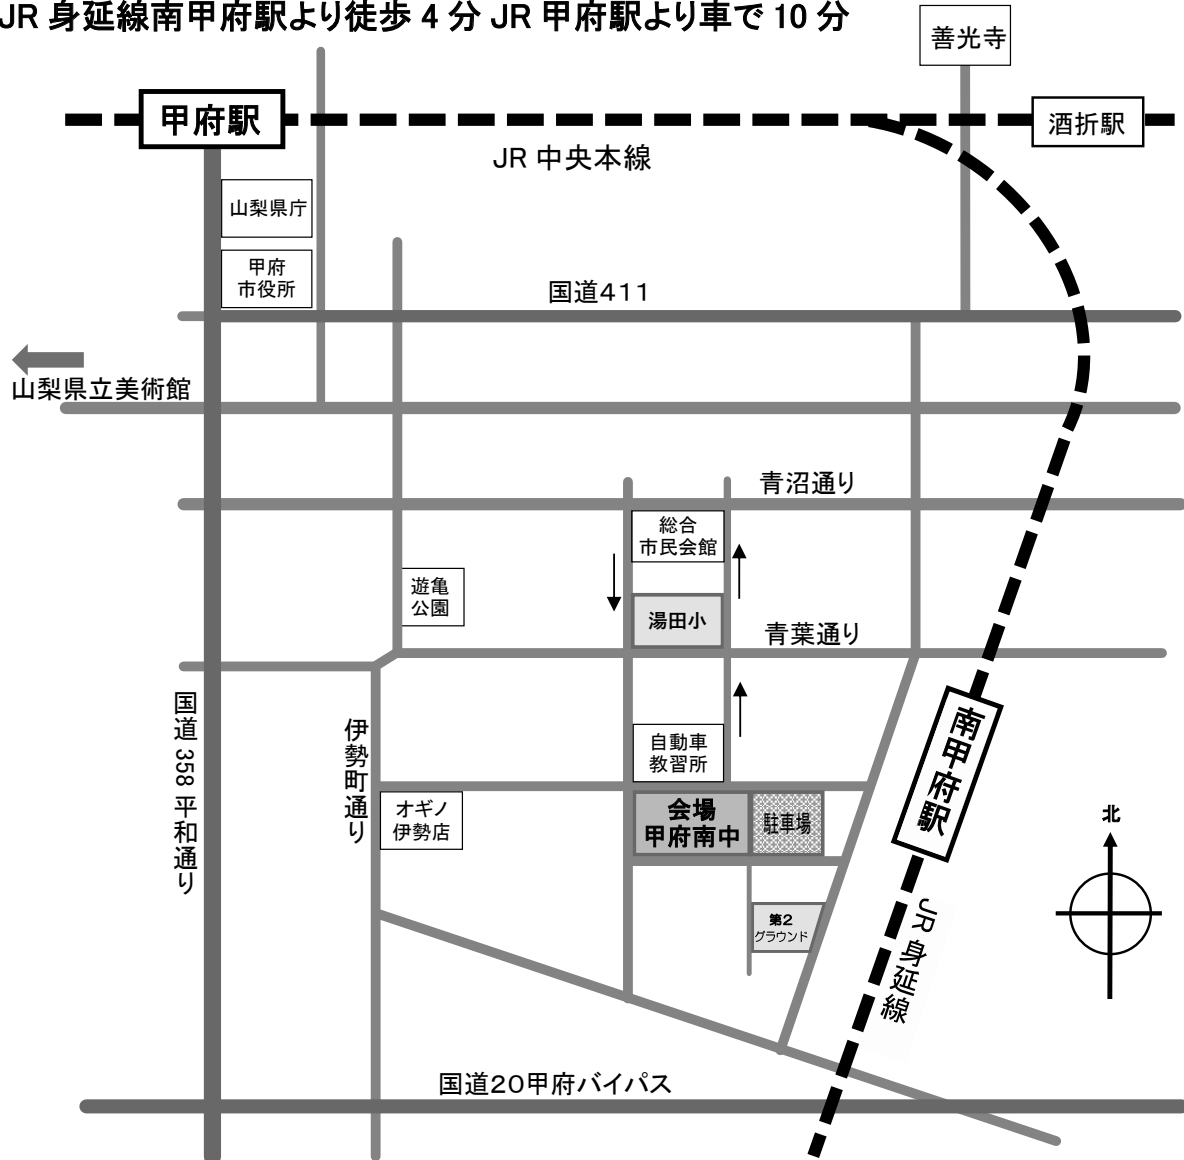 JR 身延線南甲府駅より徒歩 4 分 JR 甲府駅より車で 10 分
善光寺
甲府駅
酒折駅
JR 中央本線
山梨県庁
甲府
市役所
国道411
山梨県立美術館
青沼通り
総合
市民会館
遊亀
公園
湯田小
青葉通り
国道 358 平和通り
伊勢町通り
自動車
教習所
南甲府駅
オギノ
伊勢店
会場
甲府南中
駐車場
北
第2
グラウンド
JR 身延線
国道20甲府バイパス